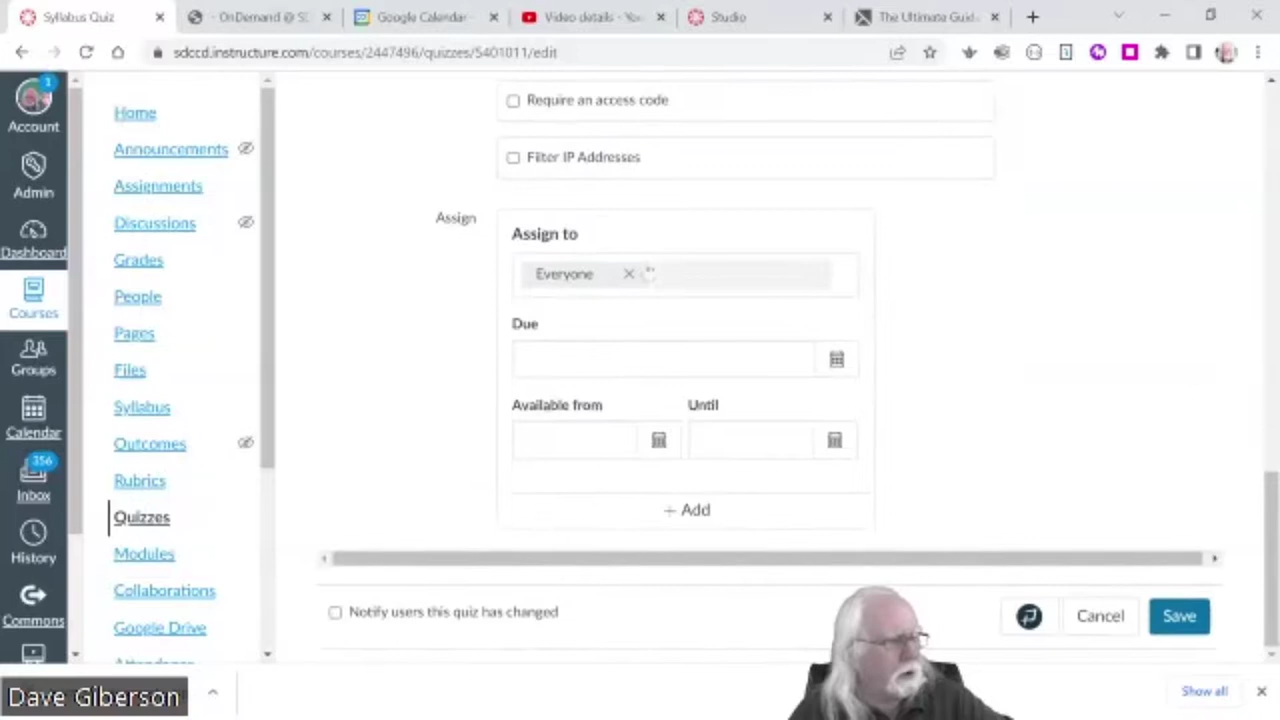 Syllabus Quiz
OnDemand @ SD
Google Calendar -
Video details - Yo
Studio
The Ultimate Guid
sdccd.instructure.com/courses/2447496/quizzes/5401011/edit
1
Account
Admin
Dashboard
Courses
Groups
Calendar
356
Inbox
History
Commons
Home
Announcements
Assignments
Discussions
Grades
People
Pages
Files
Syllabus
Outcomes
Rubrics
Quizzes
Modules
Collaborations
Google Drive
Attendance
Require an access code
Filter IP Addresses
Assign
Assign to
Everyone
Due
Available from
Until
+ Add
Notify users this quiz has changed
Cancel
Save
Dave Giberson
Show all